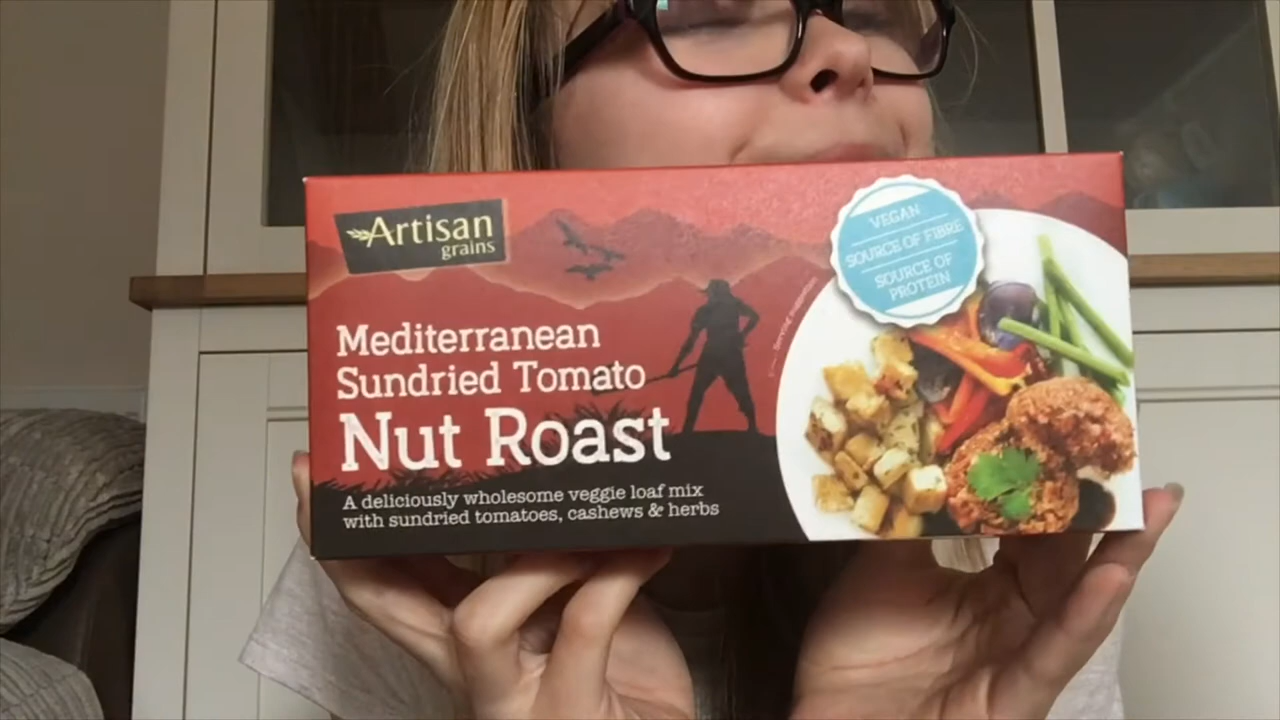 Artisan
grains
Mediterranean
Sundried Tomato
Nut Roast
A deliciously wholesome veggie loaf mix
with sundried tomatoes, cashews & herbs
VEGAN
SOURCE OF FIBRE
SOURCE OF
PROTEIN